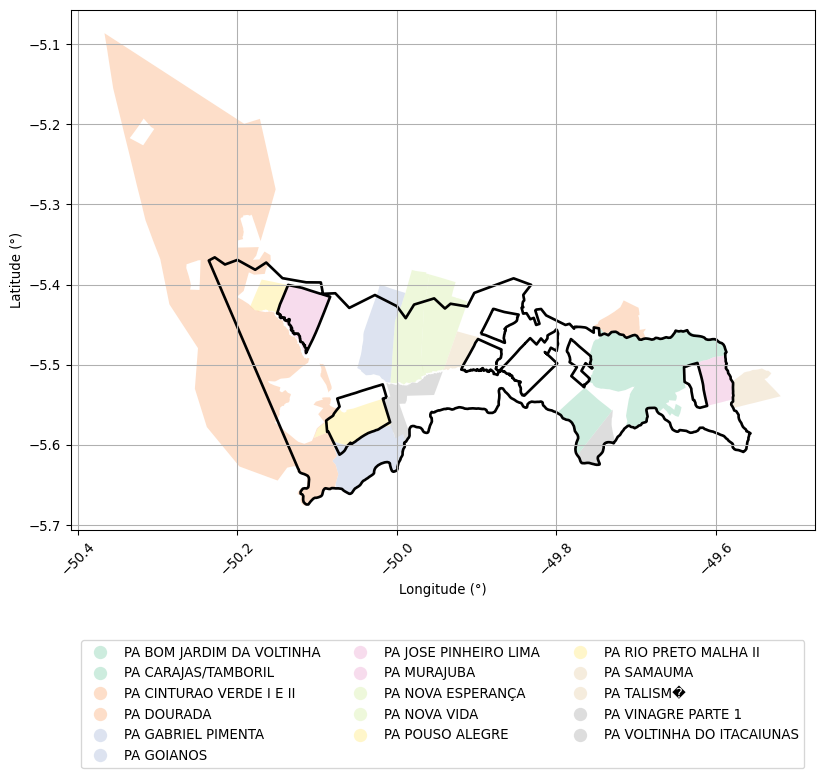 −5.1
−5.2
−5.3
−5.4
−5.5
−5.6
−5.7
Latitude (°)
−50.4
−50.2
−50.0
−49.8
−49.6
Longitude (°)
PA BOM JARDIM DA VOLTINHA
PA CARAJAS/TAMBORIL
PA CINTURAO VERDE I E II
PA DOURADA
PA GABRIEL PIMENTA
PA GOIANOS
PA JOSE PINHEIRO LIMA
PA MURAJUBA
PA NOVA ESPERANÇA
PA NOVA VIDA
PA POUSO ALEGRE
PA RIO PRETO MALHA II
PA SAMAUMA
PA TALISM�
PA VINAGRE PARTE 1
PA VOLTINHA DO ITACAIUNAS